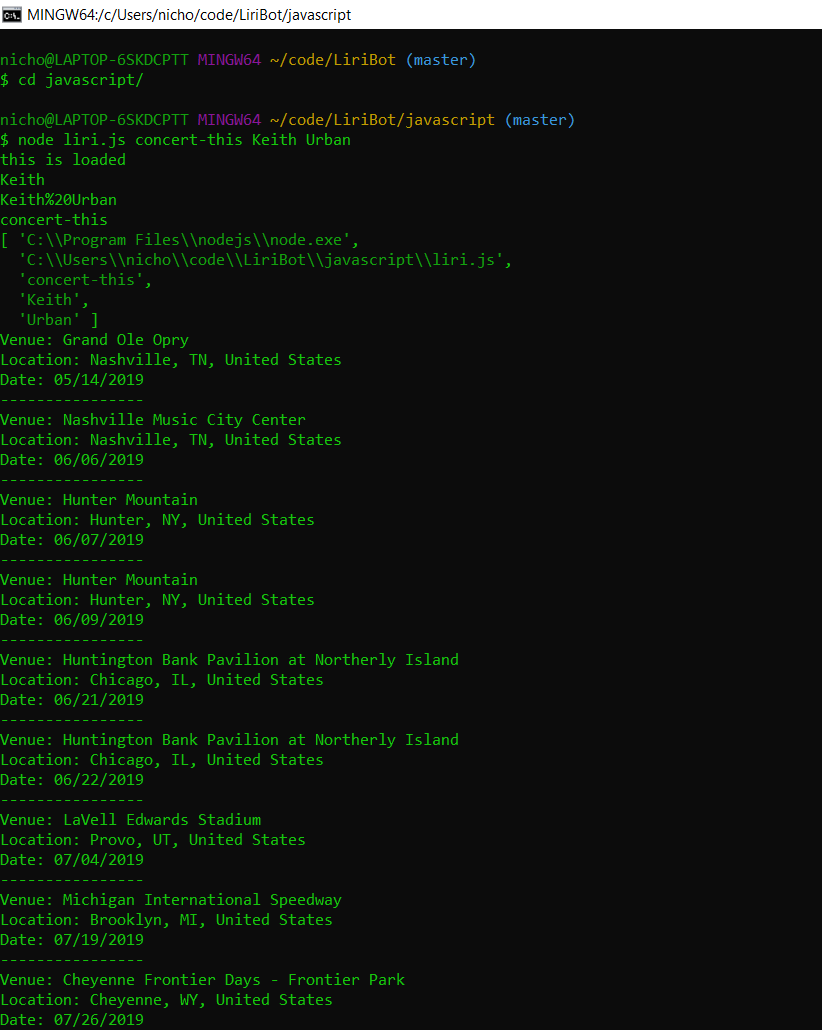 MINGW64:/c/Users/nicho/code/LiriBot/javascript
nicho@LAPTOP-6SKDCPTT MINGW64 ~/code/LiriBot (master)
$ cd javascript/
nicho@LAPTOP-6SKDCPTT MINGW64 ~/code/LiriBot/javascript (master)
$ node liri.js concert-this Keith Urban
this is loaded
Keith
Keith%20Urban
concert-this
[ 'C:\\Program Files\\nodejs\\node.exe',
  'C:\\Users\\nicho\\code\\LiriBot\\javascript\\liri.js',
  'concert-this',
  'Keith',
  'Urban' ]
Venue: Grand Ole Opry
Location: Nashville, TN, United States
Date: 05/14/2019
----------------
Venue: Nashville Music City Center
Location: Nashville, TN, United States
Date: 06/06/2019
----------------
Venue: Hunter Mountain
Location: Hunter, NY, United States
Date: 06/07/2019
----------------
Venue: Hunter Mountain
Location: Hunter, NY, United States
Date: 06/09/2019
----------------
Venue: Huntington Bank Pavilion at Northerly Island
Location: Chicago, IL, United States
Date: 06/21/2019
----------------
Venue: Huntington Bank Pavilion at Northerly Island
Location: Chicago, IL, United States
Date: 06/22/2019
----------------
Venue: LaVell Edwards Stadium
Location: Provo, UT, United States
Date: 07/04/2019
----------------
Venue: Michigan International Speedway
Location: Brooklyn, MI, United States
Date: 07/19/2019
----------------
Venue: Cheyenne Frontier Days - Frontier Park
Location: Cheyenne, WY, United States
Date: 07/26/2019